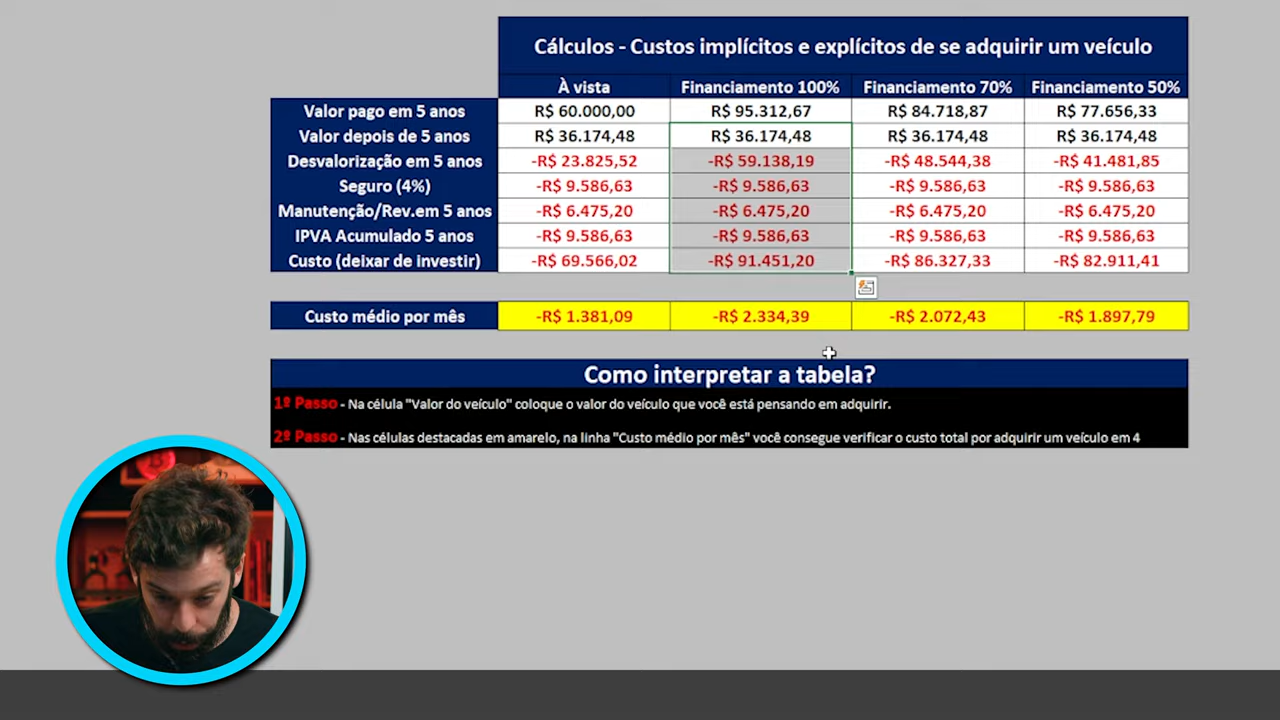 Cálculos - Custos implícitos e explícitos de se adquirir um veículo
À vista Financiamento 100% Financiamento 70% Financiamento 50%
Valor pago em 5 anos R$ 60.000,00 R$ 95.312,67 R$ 84.718,87 R$ 77.656,33
Valor depois de 5 anos R$ 36.174,48 R$ 36.174,48 R$ 36.174,48 R$ 36.174,48
Desvalorização em 5 anos -R$ 23.825,52 -R$ 59.138,19 -R$ 48.544,38 -R$ 41.481,85
Seguro (4%) -R$ 9.586,63 -R$ 9.586,63 -R$ 9.586,63 -R$ 9.586,63
Manutenção/Rev.em 5 anos -R$ 6.475,20 -R$ 6.475,20 -R$ 6.475,20 -R$ 6.475,20
IPVA Acumulado 5 anos -R$ 9.586,63 -R$ 9.586,63 -R$ 9.586,63 -R$ 9.586,63
Custo (deixar de investir) -R$ 69.566,02 -R$ 91.451,20 -R$ 86.327,33 -R$ 82.911,41
Custo médio por mês -R$ 1.381,09 -R$ 2.334,39 -R$ 2.072,43 -R$ 1.897,79
Como interpretar a tabela?
1º Passo - Na célula "Valor do veículo" coloque o valor do veículo que você está pensando em adquirir.
2º Passo - Nas células destacadas em amarelo, na linha "Custo médio por mês" você consegue verificar o custo total por adquirir um veículo em 4